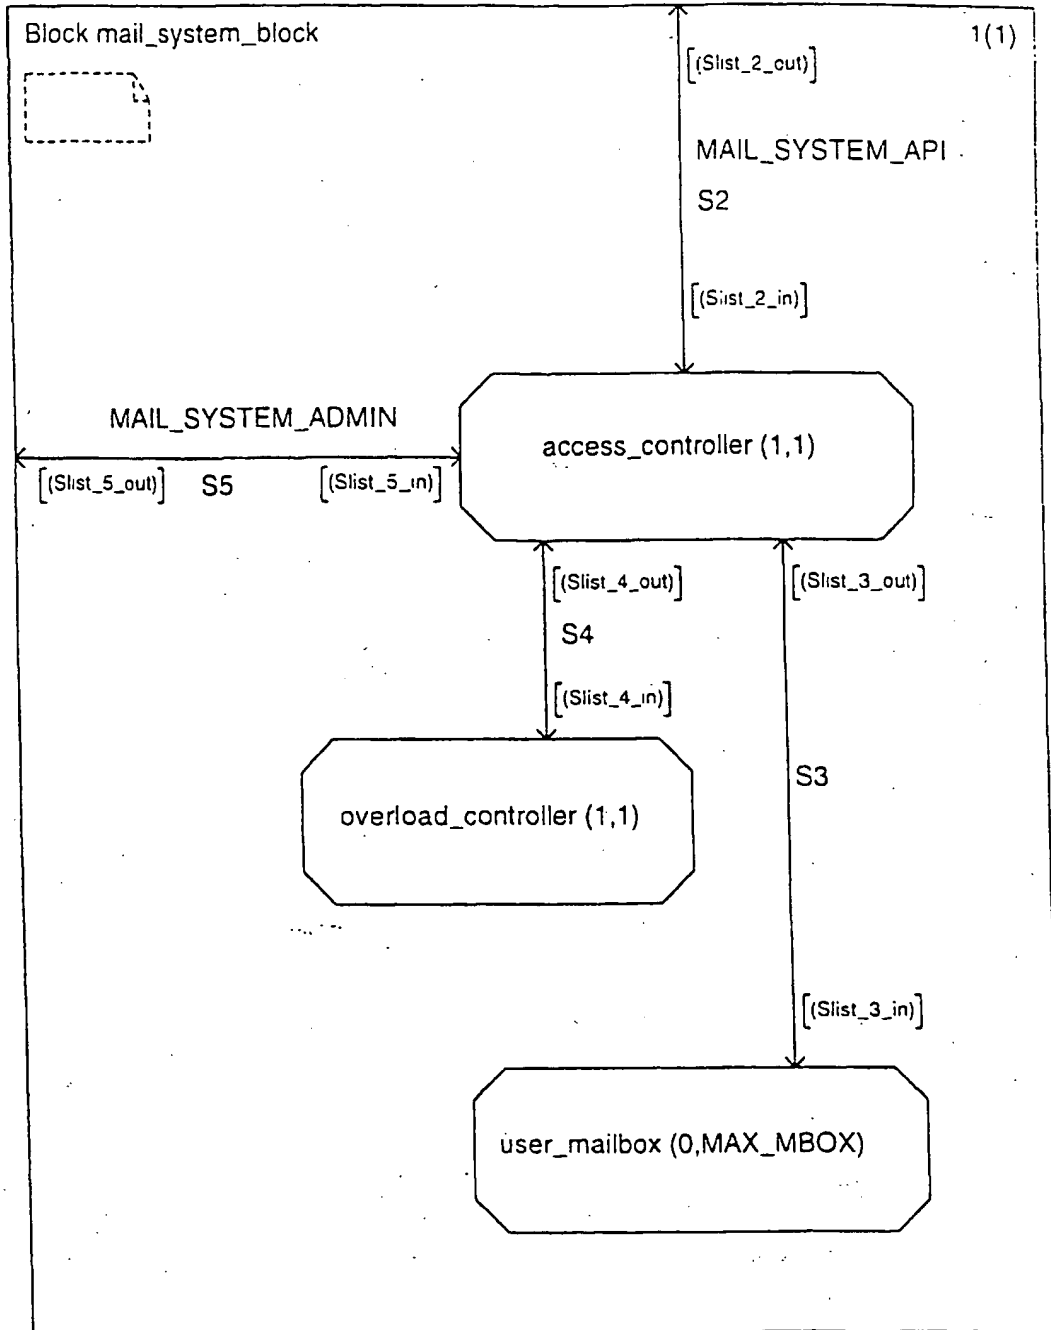 Block mail_system_block
1(1)
[(Slist_2_out)]
MAIL_SYSTEM_API
S2
[(Slist_2_in)]
MAIL_SYSTEM_ADMIN
access_controller (1,1)
[(Slist_5_out)] S5 [(Slist_5_in)]
[(Slist_4_out)]
[(Slist_3_out)]
S4
[(Slist_4_in)]
S3
overload_controller (1,1)
[(Slist_3_in)]
user_mailbox (0,MAX_MBOX)